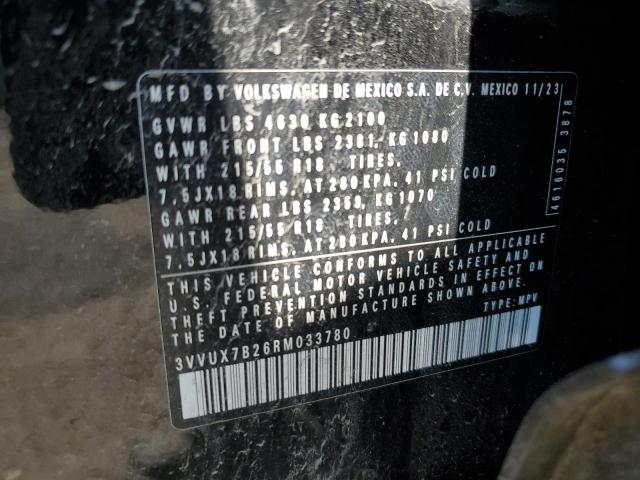 MFD BY VOLKSWAGEN DE MEXICO S.A. DE C.V. MEXICO 11/23
GVWR LBS 4630 KG2100
GAWR FRONT LBS 2381, KG1080
WITH 215/55 R18 TIRES,
7,5JX18 RIMS, AT 280KPA, 41 PSI COLD
GAWR REAR LBS 2359, KG1070
WITH 215/55 R18 TIRES,
7,5JX18 RIMS, AT 280KPA, 41 PSI COLD
THIS VEHICLE CONFORMS TO ALL APPLICABLE
U.S. FEDERAL MOTOR VEHICLE SAFETY AND
THEFT PREVENTION STANDARDS IN EFFECT ON
THE DATE OF MANUFACTURE SHOWN ABOVE.
3VVUX7B26RM033780 TYPE:MPV
4616035 3878